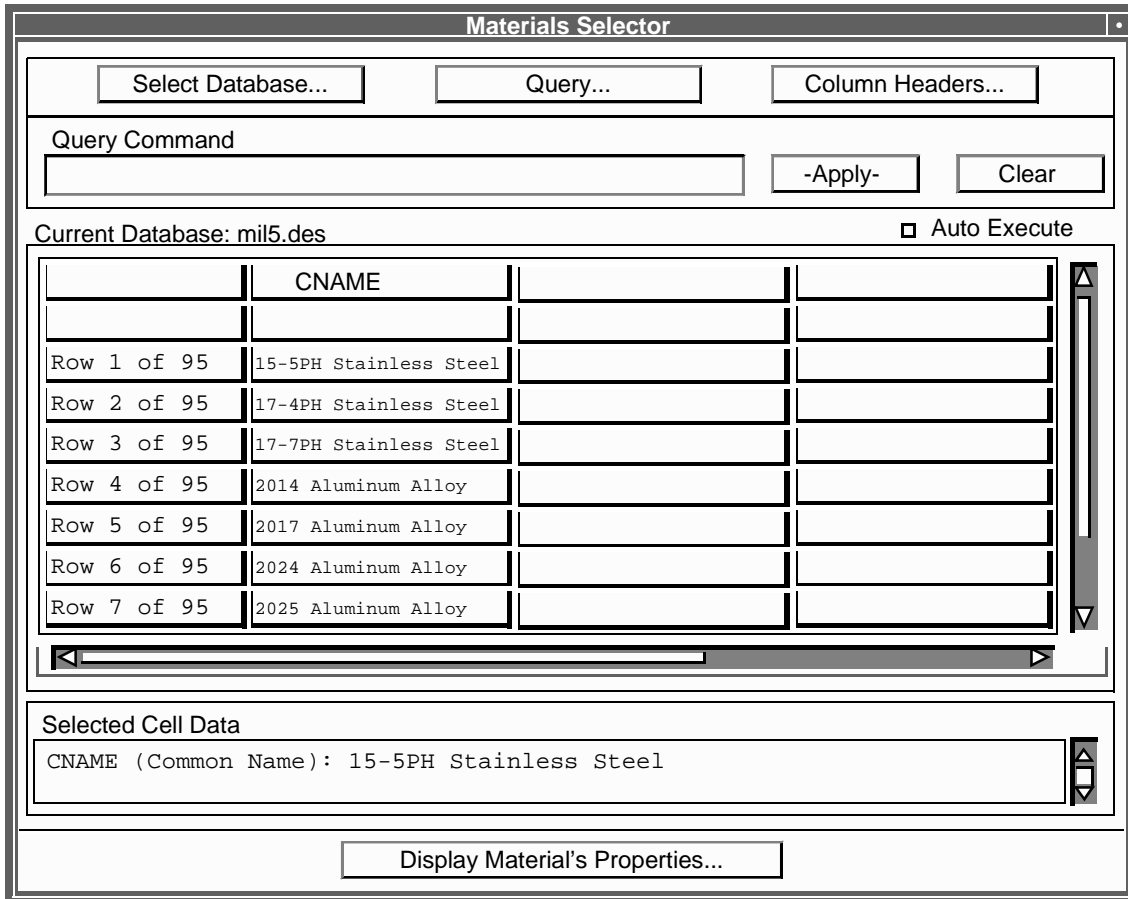 Materials Selector
Select Database... Query... Column Headers...
Query Command
-Apply- Clear
Current Database: mil5.des Auto Execute
CNAME
Row 1 of 95 15-5PH Stainless Steel
Row 2 of 95 17-4PH Stainless Steel
Row 3 of 95 17-7PH Stainless Steel
Row 4 of 95 2014 Aluminum Alloy
Row 5 of 95 2017 Aluminum Alloy
Row 6 of 95 2024 Aluminum Alloy
Row 7 of 95 2025 Aluminum Alloy
Selected Cell Data
CNAME (Common Name): 15-5PH Stainless Steel
Display Material's Properties...